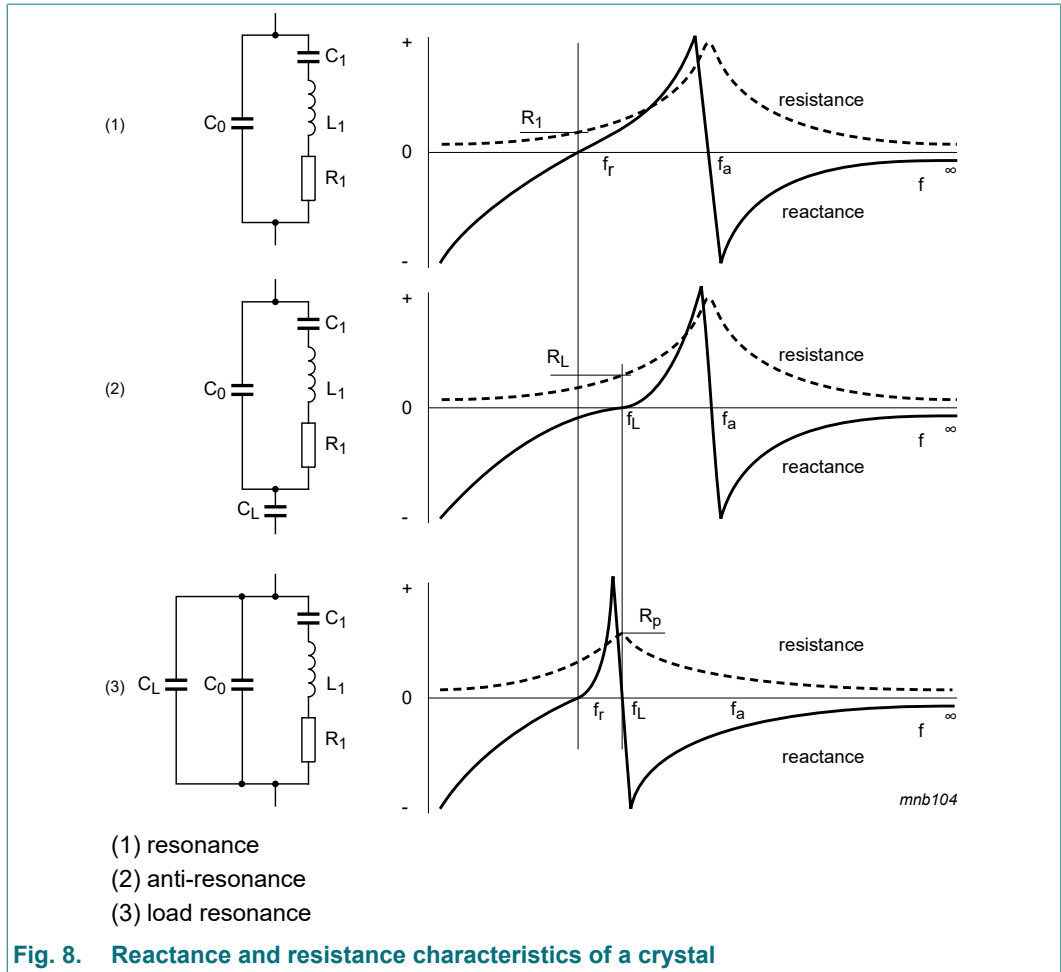 +
C1
C0
L1
R1
(1)
R1
resistance
0
fr
fa
f
∞
reactance
-
+
C1
C0
L1
R1
CL
(2)
RL
resistance
0
fL
fa
f
∞
reactance
-
+
C1
(3) CL C0
L1
R1
Rp
resistance
0
fr
fL
fa
f
∞
reactance
-
mnb104
(1) resonance
(2) anti-resonance
(3) load resonance
Fig. 8. Reactance and resistance characteristics of a crystal